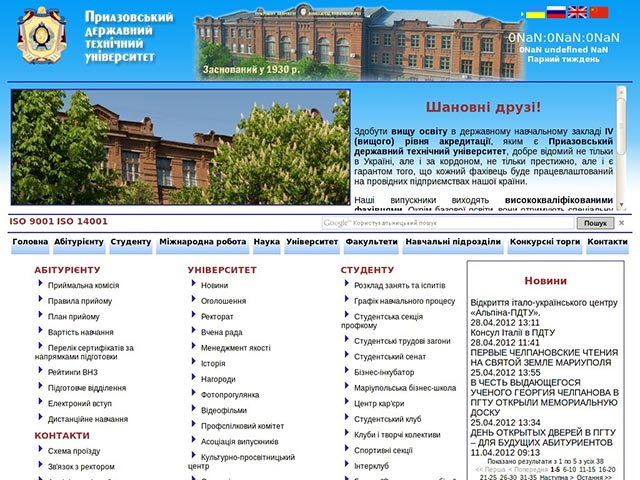 Приазовський
державний
технічний
університет
Заснований у 1930 р.
0NaN:0NaN:0NaN
0NaN undefined NaN
Парний тиждень
Шановні друзі!
Здобути вищу освіту в державному навчальному закладі IV
(вищого) рівня акредитації, яким є Приазовський
державний технічний університет, добре відомий не тільки
в Україні, але і за кордоном, не тільки престижно, але і є
гарантом того, що кожний фахівець буде працевлаштований
на провідних підприємствах нашої країни.
Наші випускники виходять висококваліфікованими
фахівцями. Окрім базової освіти, вони отримують спеціальну
ISO 9001 ISO 14001
Google Користувальницький пошук
Пошук
Головна Абітурієнту Студенту Міжнародна робота Наука Університет Факультети Навчальні підрозділи Конкурсні торги Контакти
АБІТУРІЄНТУ
Приймальна комісія
Правила прийому
План прийому
Вартість навчання
Перелік сертифікатів за
напрямками підготовки
Рейтинги ВНЗ
Підготовче відділення
Електронний вступ
Дистанційне навчання
КОНТАКТИ
Схема проїзду
Зв'язок з ректором
УНІВЕРСИТЕТ
Новини
Оголошення
Ректорат
Вчена рада
Менеджмент якості
Історія
Нагороди
Фотопрогулянка
Відеофільми
Профспілковий комітет
Асоціація випускників
Культурно-просвітницький
центр
СТУДЕНТУ
Розклад занять та іспитів
Графік навчального процесу
Студентська секція
профкому
Студентські трудові загони
Студентський сенат
Бізнес-інкубатор
Маріупольська бізнес-школа
Центр кар'єри
Студентський клуб
Клуби і творчі колективи
Спортивні секції
Інтерклуб
Новини
Відкриття італо-українського центру
«Альпіна-ПДТУ».
28.04.2012 13:11
Консул Італії в ПДТУ
28.04.2012 11:41
ПЕРВЫЕ ЧЕЛПАНОВСКИЕ ЧТЕНИЯ
НА СВЯТОЙ ЗЕМЛЕ МАРИУПОЛЯ
25.04.2012 13:55
В ЧЕСТЬ ВЫДАЮЩЕГОСЯ
УЧЕНОГО ГЕОРГИЯ ЧЕЛПАНОВА В
ПГТУ ОТКРЫЛИ МЕМОРИАЛЬНУЮ
ДОСКУ
25.04.2012 13:34
ДЕНЬ ОТКРЫТЫХ ДВЕРЕЙ В ПГТУ
– ДЛЯ БУДУЩИХ АБИТУРИЕНТОВ
11.04.2012 09:13
Показано результати з 1 по 5 з усіх 38
<< Перша < Попередня 1-5 6-10 11-15 16-20
21-25 26-30 31-35 Наступна > Остання >>